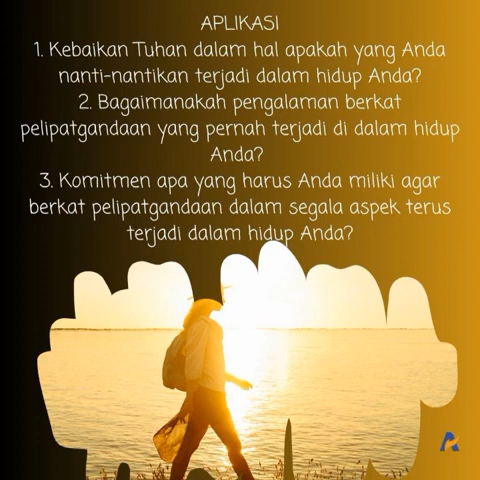 APLIKASI
1. Kebaikan Tuhan dalam hal apakah yang Anda
nanti-nantikan terjadi dalam hidup Anda?
2. Bagaimanakah pengalaman berkat
pelipatgandaan yang pernah terjadi di dalam hidup
Anda?
3. Komitmen apa yang harus Anda miliki agar
berkat pelipatgandaan dalam segala aspek terus
terjadi dalam hidup Anda?